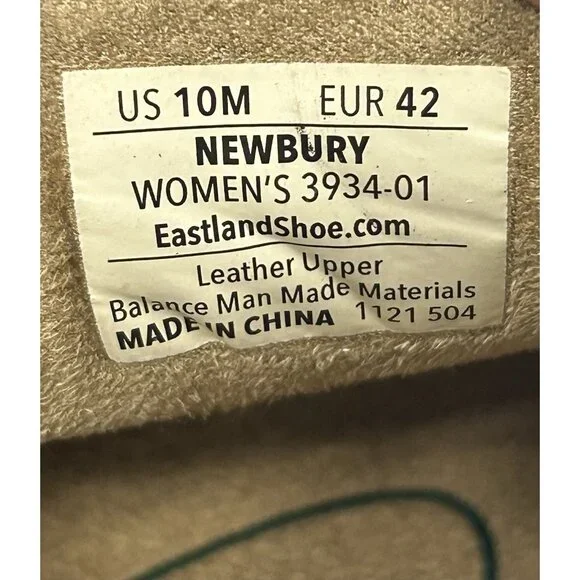 US 10M EUR 42
NEWBURY
WOMEN'S 3934-01
EastlandShoe.com
Leather Upper
Balance Man Made Materials
MADE IN CHINA 1121 504